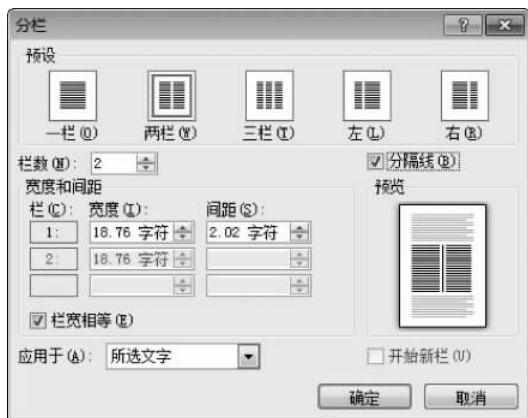 分栏
预设
一栏(O) 两栏(W) 三栏(T) 左(L) 右(R)
栏数(N): 2 分隔线(B)
宽度和间距 预览
栏(C): 宽度(I): 间距(S):
1: 18.76 字符 2.02 字符
2: 18.76 字符
栏宽相等(E)
应用于(A): 所选文字 开始新栏(U)
确定 取消